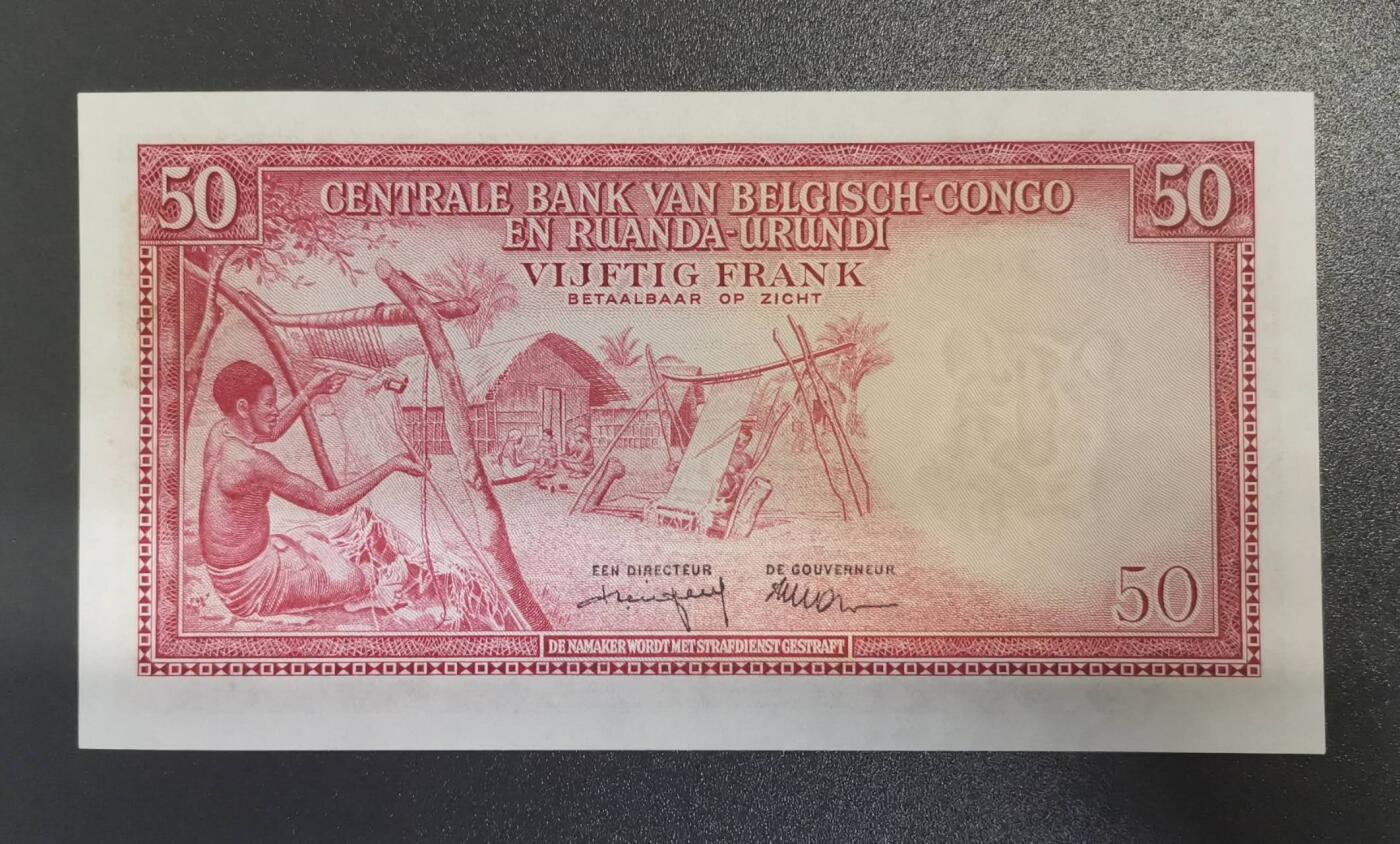 50
50
CENTRALE BANK VAN BELGISCH-CONGO
EN RUANDA-URUNDI
VIJFTIG FRANK
BETAALBAAR OP ZICHT
EEN DIRECTEUR
DE GOUVERNEUR
50
DE NAMAKER WORDT MET STRAFDIENST GESTRAFT